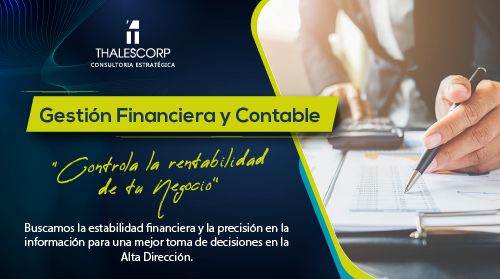 THALESCORP
CONSULTORIA ESTRATÉGICA
Gestión Financiera y Contable
"Controla la rentabilidad
de tu Negocio"
Buscamos la estabilidad financiera y la precisión en la
información para una mejor toma de decisiones en la
Alta Dirección.